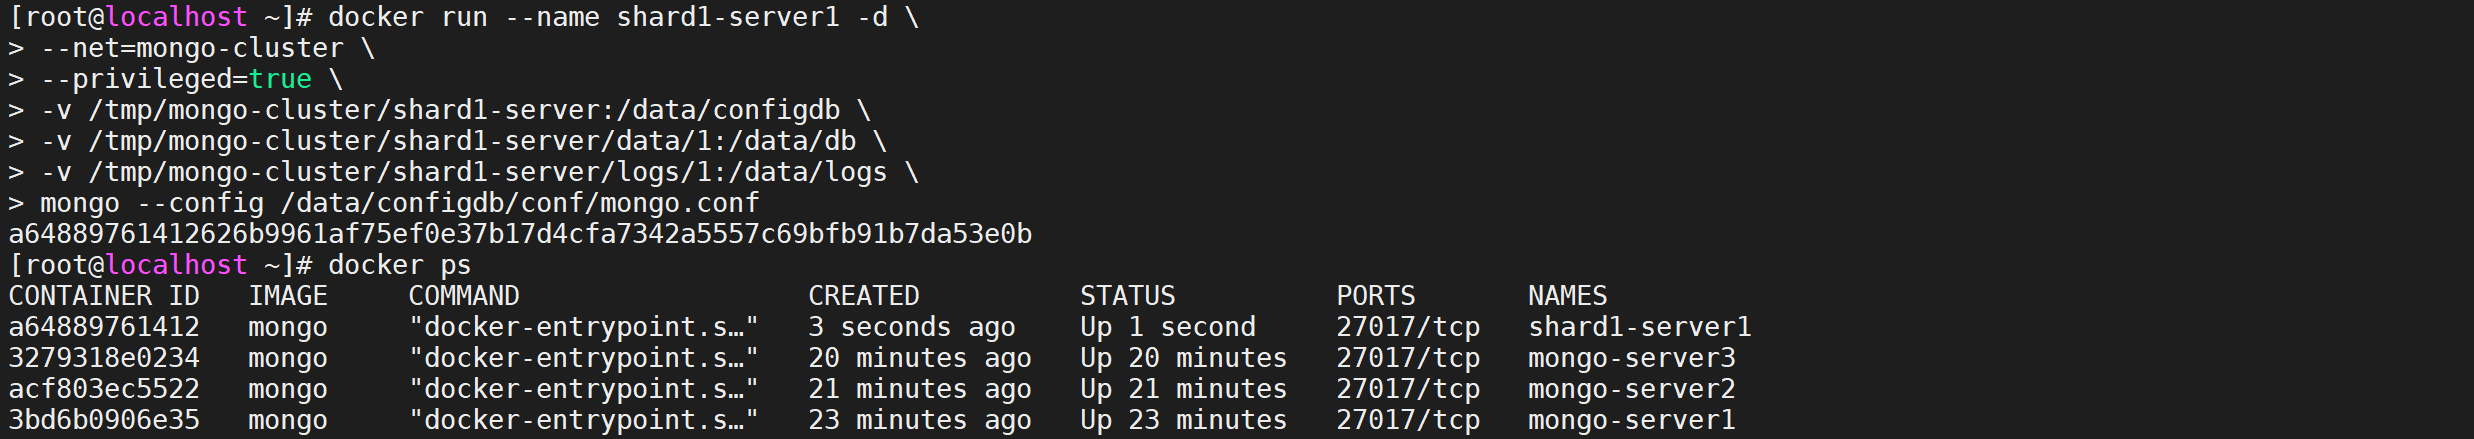 [root@localhost ~]# docker run --name shard1-server1 -d \
> --net=mongo-cluster \
> --privileged=true \
> -v /tmp/mongo-cluster/shard1-server:/data/configdb \
> -v /tmp/mongo-cluster/shard1-server/data/1:/data/db \
> -v /tmp/mongo-cluster/shard1-server/logs/1:/data/logs \
> mongo --config /data/configdb/conf/mongo.conf
a64889761412626b9961af75ef0e37b17d4cfa7342a5557c69bfb91b7da53e0b
[root@localhost ~]# docker ps
CONTAINER ID   IMAGE     COMMAND                  CREATED          STATUS          PORTS       NAMES
a64889761412   mongo     "docker-entrypoint.s…"   3 seconds ago    Up 1 second     27017/tcp   shard1-server1
3279318e0234   mongo     "docker-entrypoint.s…"   20 minutes ago   Up 20 minutes   27017/tcp   mongo-server3
acf803ec5522   mongo     "docker-entrypoint.s…"   21 minutes ago   Up 21 minutes   27017/tcp   mongo-server2
3bd6b0906e35   mongo     "docker-entrypoint.s…"   23 minutes ago   Up 23 minutes   27017/tcp   mongo-server1